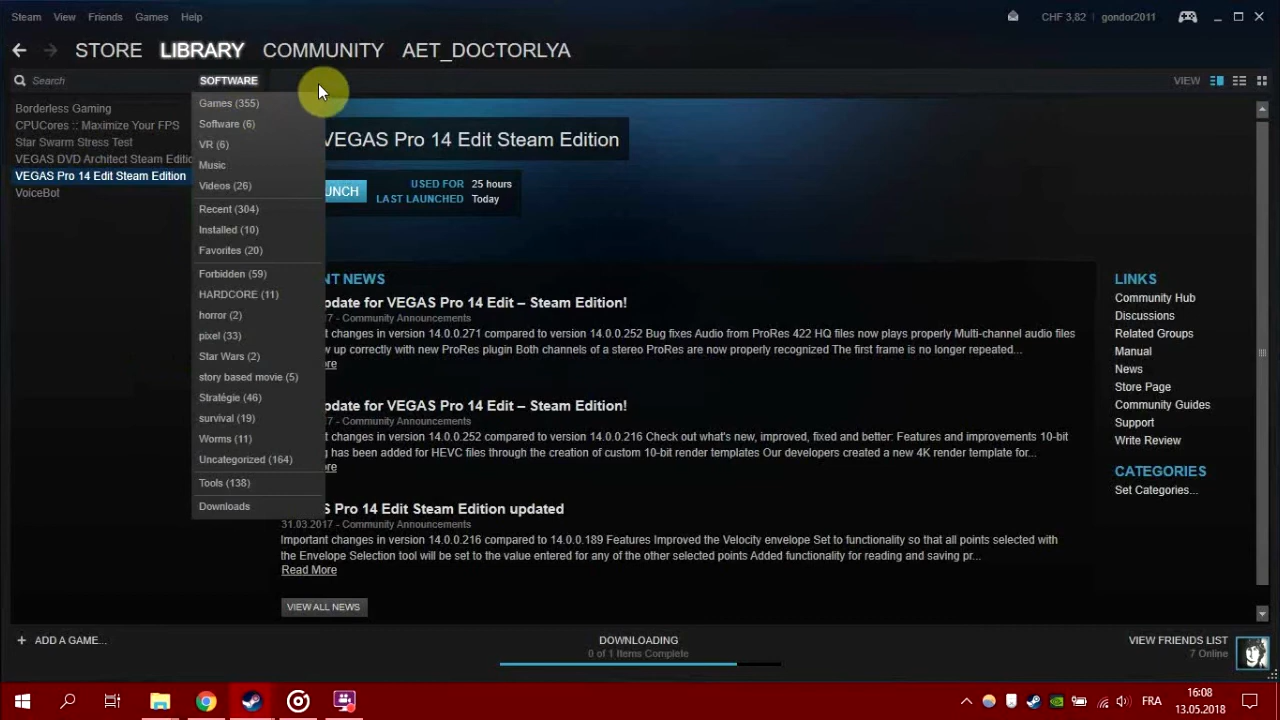 Steam View Friends Games Help CHF 3,82 gondor2011
STORE LIBRARY COMMUNITY AET_DOCTORLYA
Search SOFTWARE VIEW
Borderless Gaming
CPUCores :: Maximize Your FPS
Star Swarm Stress Test
VEGAS DVD Architect Steam Editio
VEGAS Pro 14 Edit Steam Edition
VoiceBot
Games (355)
Software (6)
VR (6)
Music
Videos (26)
Recent (304)
Installed (10)
Favorites (20)
Forbidden (59)
HARDCORE (11)
horror (2)
pixel (33)
Star Wars (2)
story based movie (5)
Stratégie (46)
survival (19)
Worms (11)
Uncategorized (164)
Tools (138)
Downloads
VEGAS Pro 14 Edit Steam Edition
UNCH USED FOR 25 hours
LAST LAUNCHED Today
NT NEWS
pdate for VEGAS Pro 14 Edit – Steam Edition!
7 - Community Announcements
t changes in version 14.0.0.271 compared to version 14.0.0.252 Bug fixes Audio from ProRes 422 HQ files now plays properly Multi-channel audio files
w up correctly with new ProRes plugin Both channels of a stereo ProRes are now properly recognized The first frame is no longer repeated...
re
pdate for VEGAS Pro 14 Edit – Steam Edition!
7 - Community Announcements
t changes in version 14.0.0.252 compared to version 14.0.0.216 Check out what's new, improved, fixed and better: Features and improvements 10-bit
g has been added for HEVC files through the creation of custom 10-bit render templates Our developers created a new 4K render template for...
re
S Pro 14 Edit Steam Edition updated
31.03.2017 - Community Announcements
Important changes in version 14.0.0.216 compared to 14.0.0.189 Features Improved the Velocity envelope Set to functionality so that all points selected with
the Envelope Selection tool will be set to the value entered for any of the other selected points Added functionality for reading and saving pr...
Read More
VIEW ALL NEWS
LINKS
Community Hub
Discussions
Related Groups
Manual
News
Store Page
Community Guides
Support
Write Review
CATEGORIES
Set Categories...
+ ADD A GAME... DOWNLOADING VIEW FRIENDS LIST
0 of 1 Items Complete 7 Online
FRA 16:08
13.05.2018